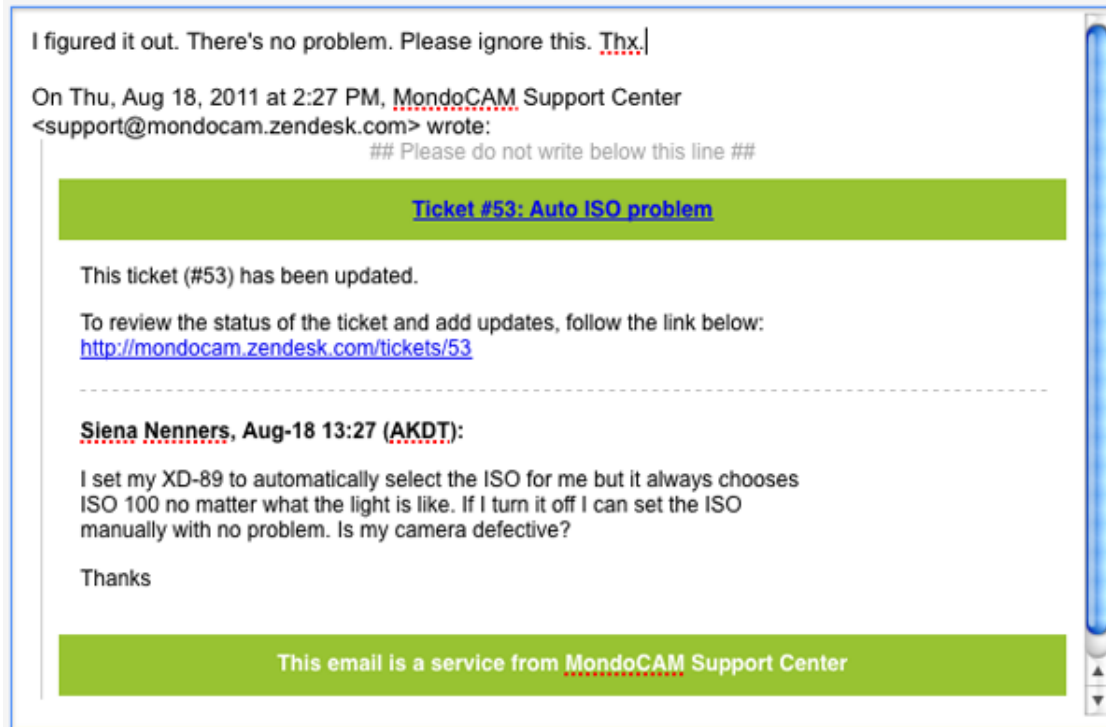 I figured it out. There's no problem. Please ignore this. Thx.
On Thu, Aug 18, 2011 at 2:27 PM, MondoCAM Support Center
<support@mondocam.zendesk.com> wrote:
## Please do not write below this line ##
Ticket #53: Auto ISO problem
This ticket (#53) has been updated.
To review the status of the ticket and add updates, follow the link below:
http://mondocam.zendesk.com/tickets/53
Siena Nenners, Aug-18 13:27 (AKDT):
I set my XD-89 to automatically select the ISO for me but it always chooses
ISO 100 no matter what the light is like. If I turn it off I can set the ISO
manually with no problem. Is my camera defective?
Thanks
This email is a service from MondoCAM Support Center